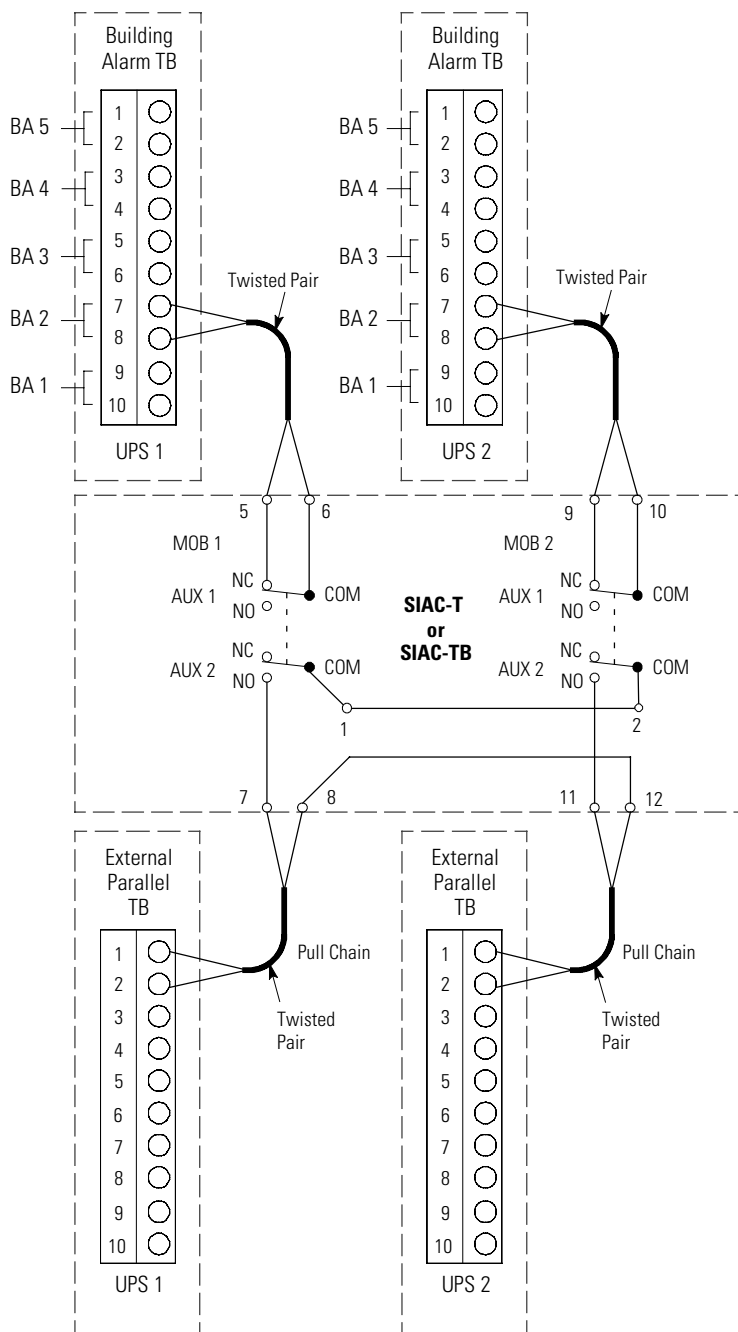 Building
Alarm TB
BA 5
BA 4
BA 3
BA 2
BA 1
1
2
3
4
5
6
7
8
9
10
UPS 1
Twisted Pair
Building
Alarm TB
BA 5
BA 4
BA 3
BA 2
BA 1
1
2
3
4
5
6
7
8
9
10
UPS 2
Twisted Pair
5
6
MOB 1
AUX 1
NC
NO
COM
AUX 2
NC
NO
COM
SIAC-T
or
SIAC-TB
9
10
MOB 2
AUX 1
NC
NO
COM
AUX 2
NC
NO
COM
1
2
7
8
11
12
External
Parallel
TB
1
2
3
4
5
6
7
8
9
10
UPS 1
Pull Chain
Twisted
Pair
External
Parallel
TB
1
2
3
4
5
6
7
8
9
10
UPS 2
Pull Chain
Twisted
Pair